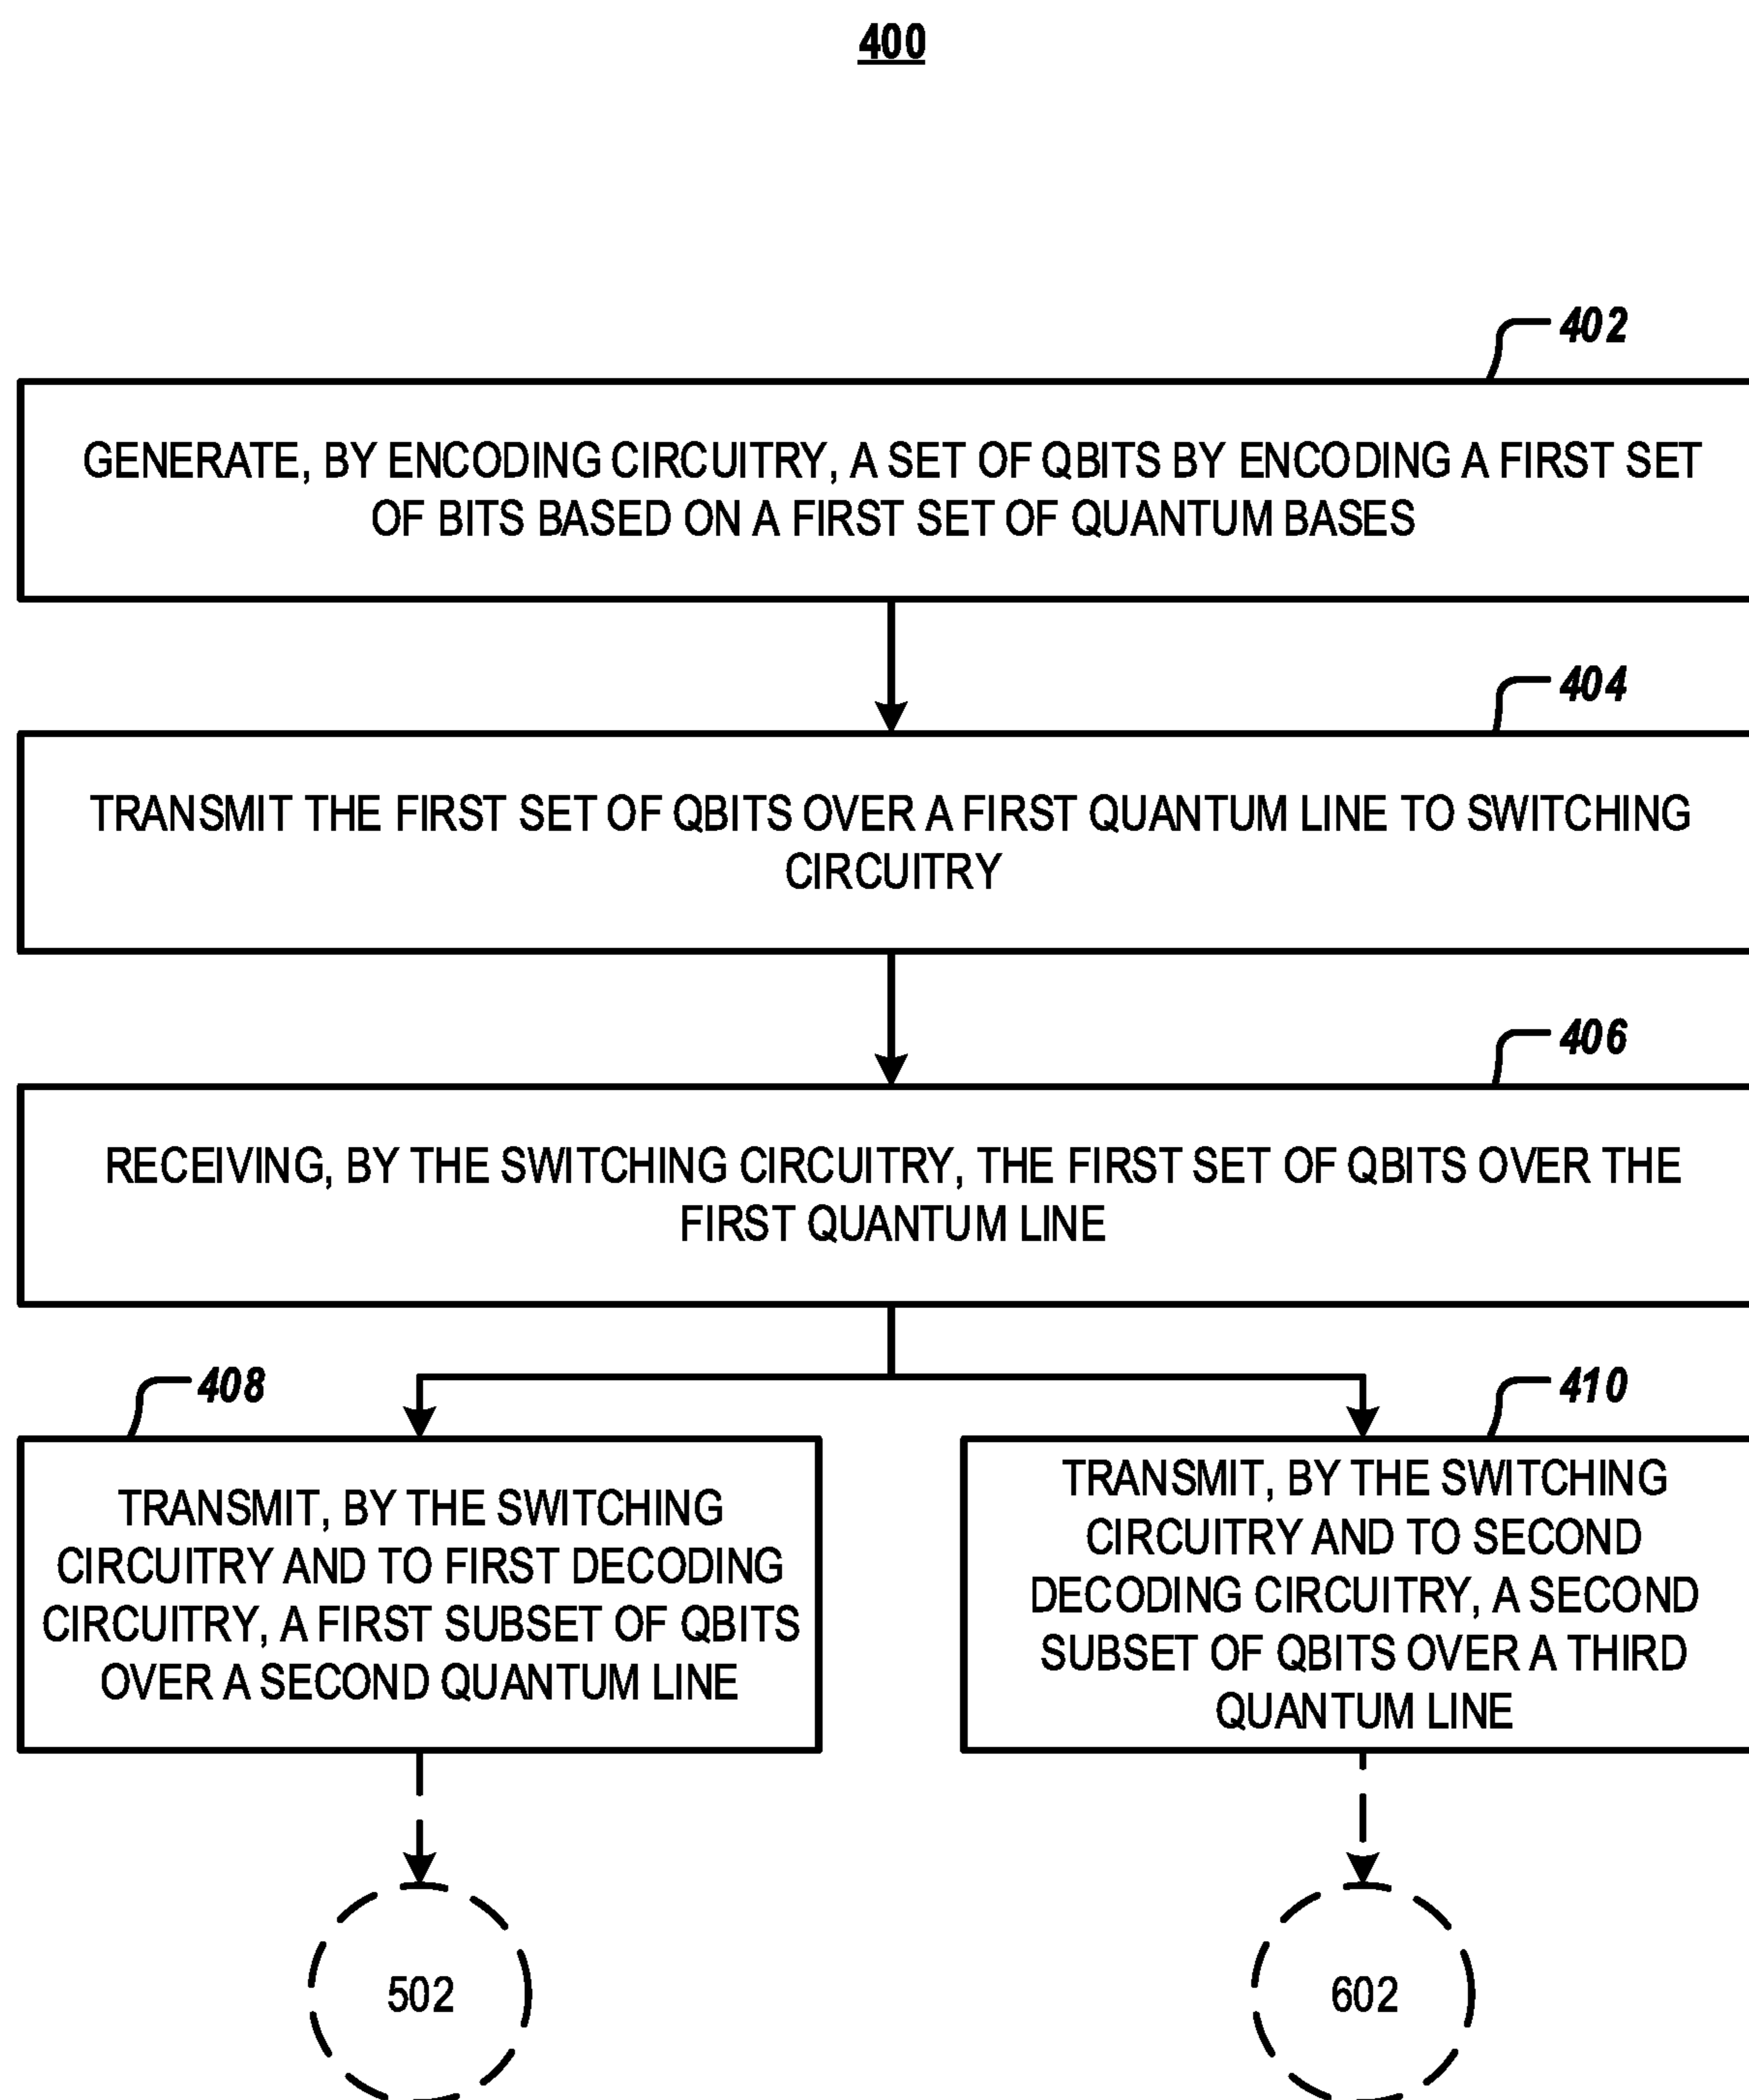 400
402
GENERATE, BY ENCODING CIRCUITRY, A SET OF QBITS BY ENCODING A FIRST SET
OF BITS BASED ON A FIRST SET OF QUANTUM BASES
404
TRANSMIT THE FIRST SET OF QBITS OVER A FIRST QUANTUM LINE TO SWITCHING
CIRCUITRY
406
RECEIVING, BY THE SWITCHING CIRCUITRY, THE FIRST SET OF QBITS OVER THE
FIRST QUANTUM LINE
408
TRANSMIT, BY THE SWITCHING
CIRCUITRY AND TO FIRST DECODING
CIRCUITRY, A FIRST SUBSET OF QBITS
OVER A SECOND QUANTUM LINE
410
TRANSMIT, BY THE SWITCHING
CIRCUITRY AND TO SECOND
DECODING CIRCUITRY, A SECOND
SUBSET OF QBITS OVER A THIRD
QUANTUM LINE
502
602